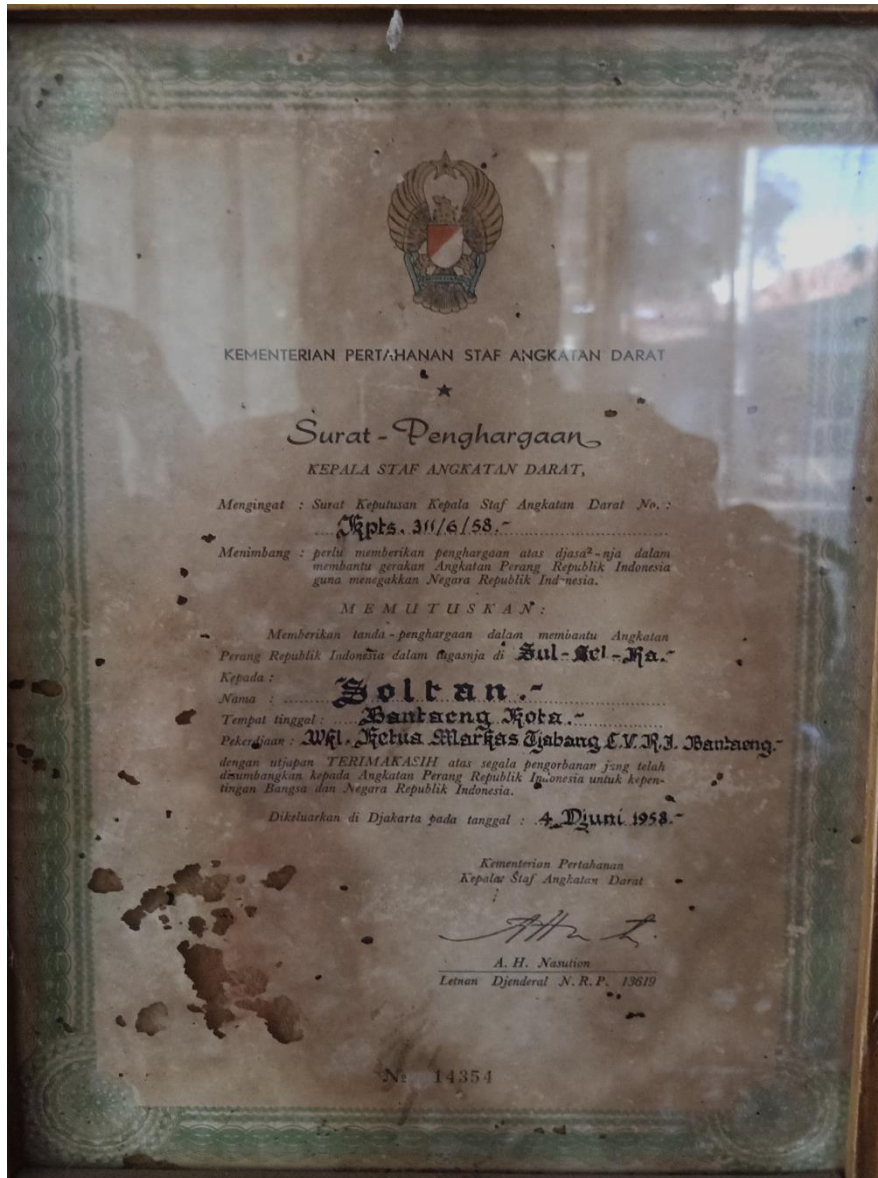 KEMENTERIAN PERTAHANAN STAF ANGKATAN DARAT
Surat-Penghargaan
KEPALA STAF ANGKATAN DARAT,
Mengingat : Surat Keputusan Kepala Staf Angkatan Darat No. :
Kpts. 311/6/58.-
Menimbang : perlu memberikan penghargaan atas djasa²-nja dalam
membantu gerakan Angkatan Perang Republik Indonesia
guna menegakkan Negara Republik Indonesia.
MEMUTUSKAN:
Memberikan tanda-penghargaan dalam membantu Angkatan
Perang Republik Indonesia dalam tugasnja di Sul-Sel-Ra.-
Kepada :
Nama : Soltan.-
Tempat tinggal : Bantaeng Kota.-
Pekerdjaan : Wkl. Ketua Markas Tjabang C.V.R.I. Bantaeng.-
dengan utjapan TERIMAKASIH atas segala pengorbanan jang telah
disumbangkan kepada Angkatan Perang Republik Indonesia untuk kepen-
tingan Bangsa dan Negara Republik Indonesia.
Dikeluarkan di Djakarta pada tanggal : 4 Djuni 1958.-
Kementerian Pertahanan
Kepala Staf Angkatan Darat
A. H. Nasution
Letnan Djenderal N.R.P. 13619
№ 14354